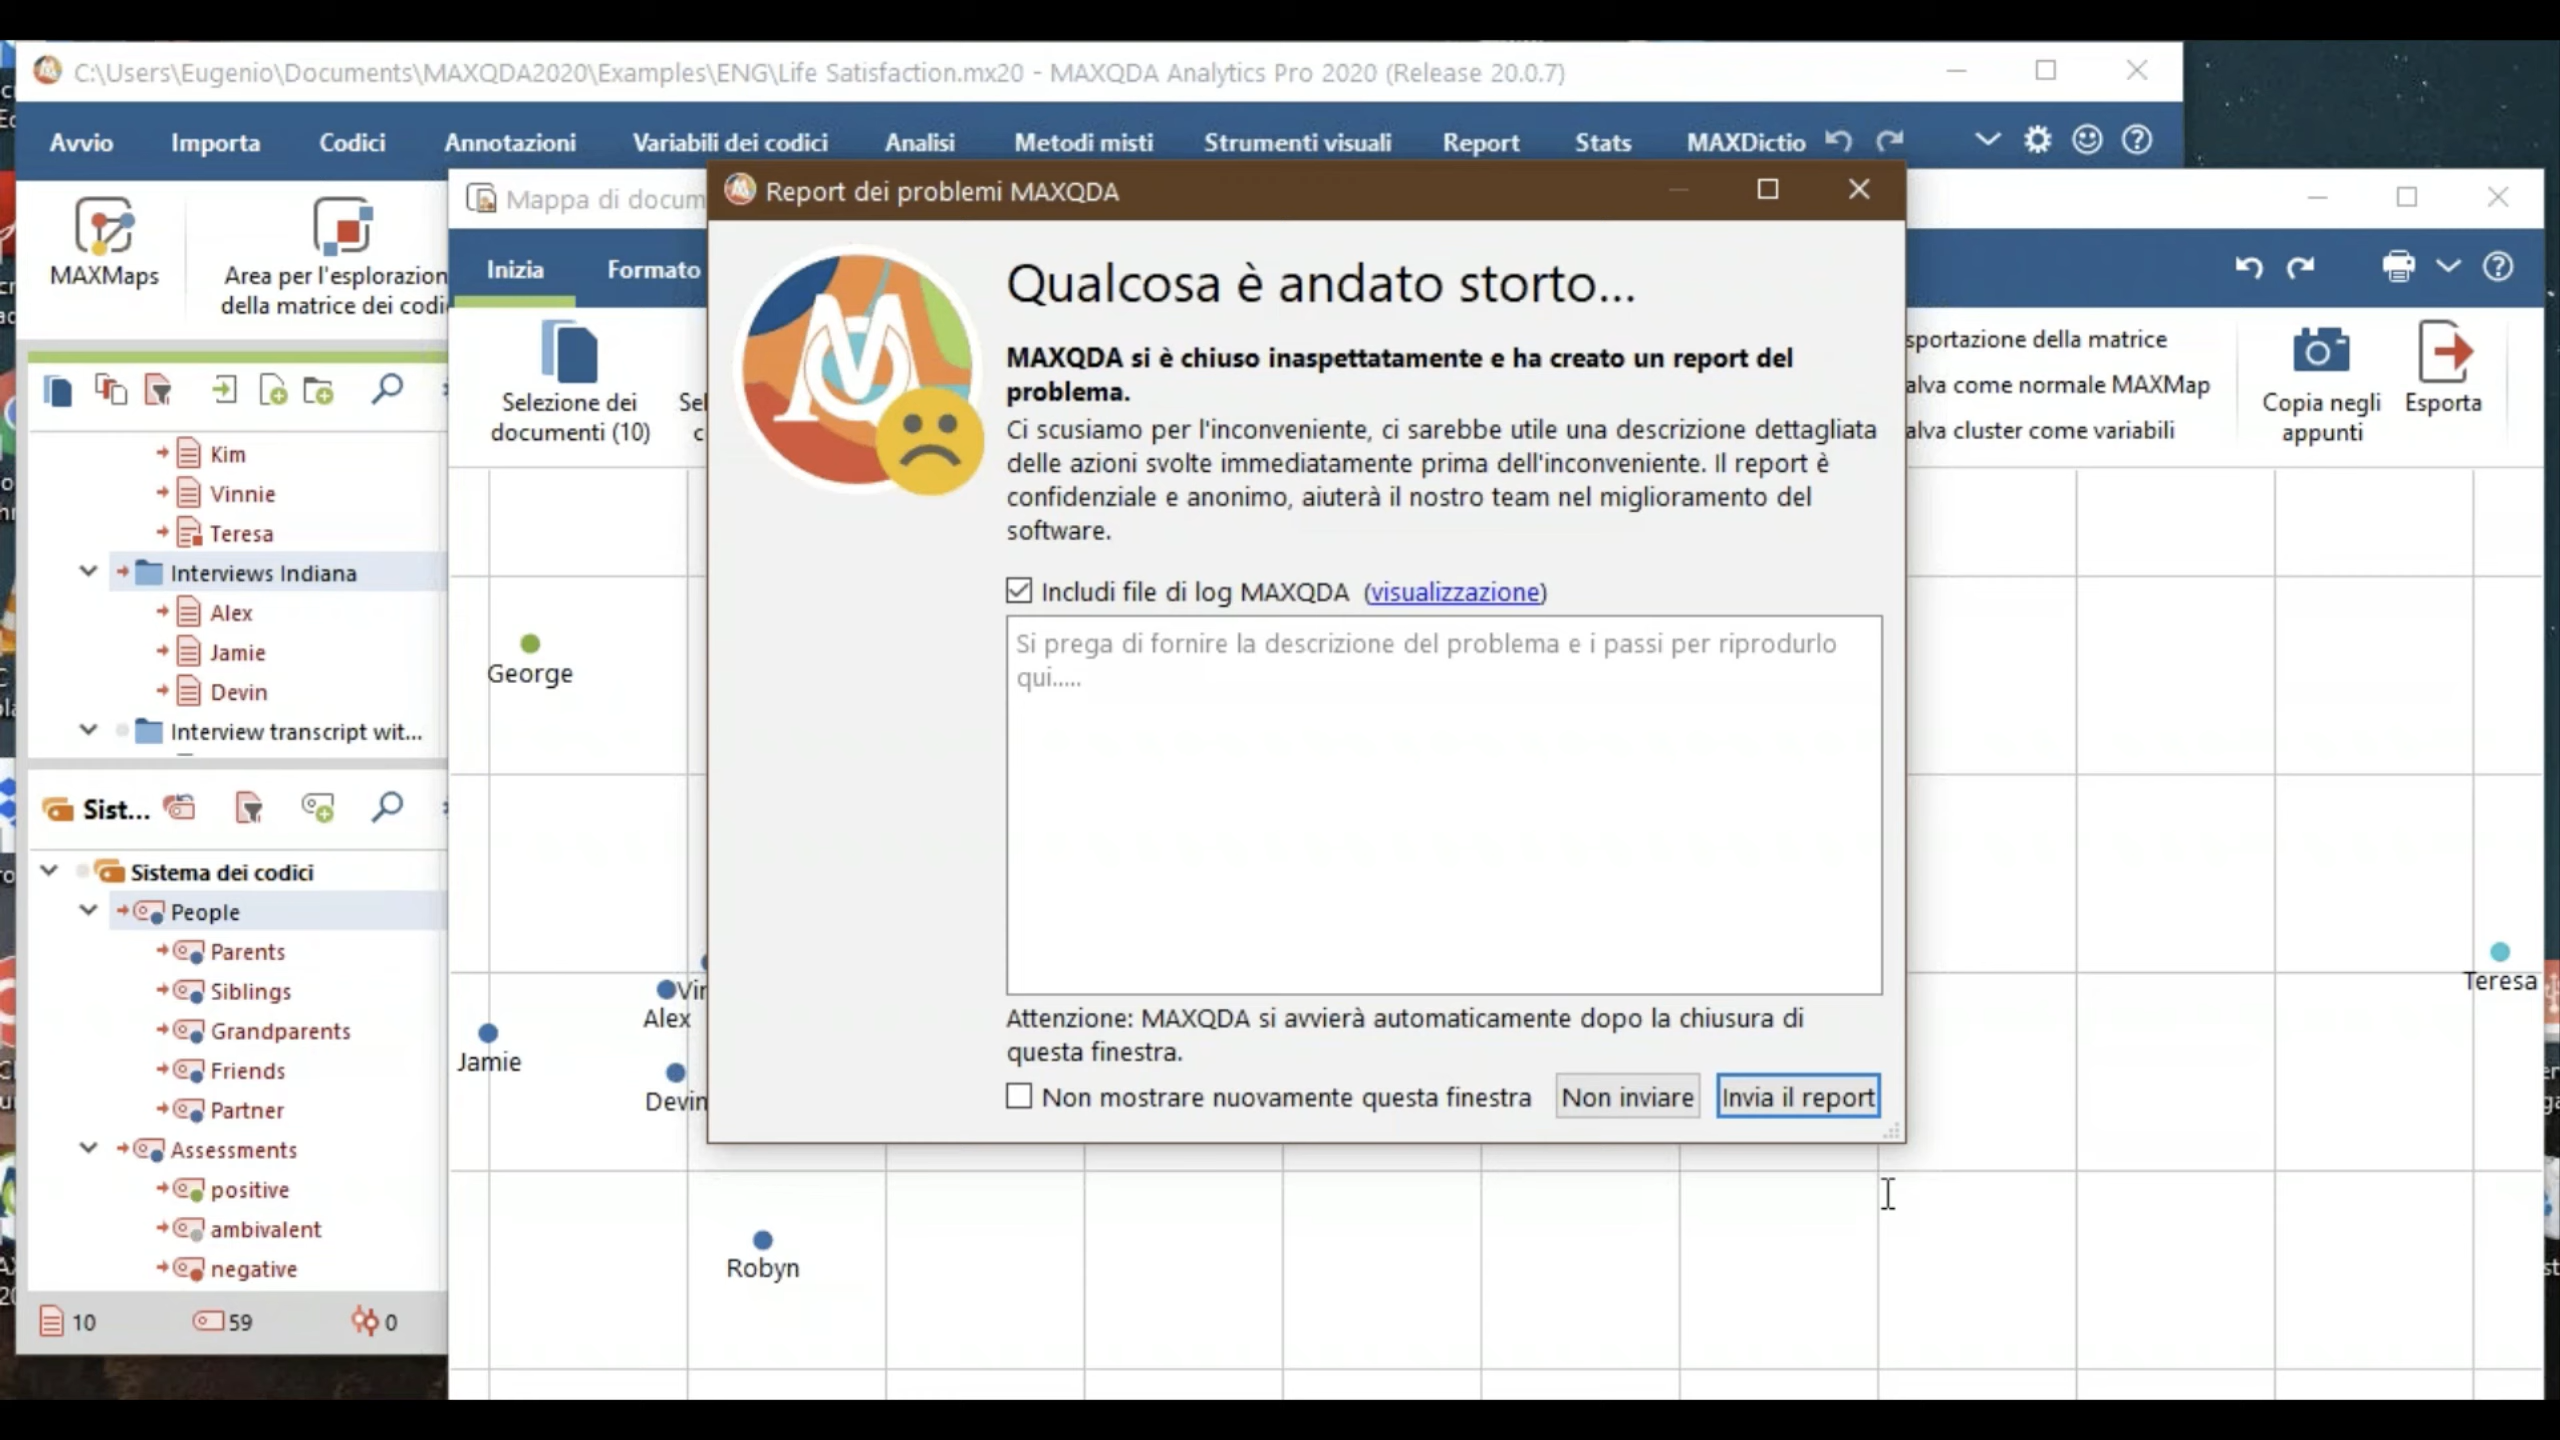 C:\Users\Eugenio\Documents\MAXQDA2020\Examples\ENG\Life Satisfaction.mx20 - MAXQDA Analytics Pro 2020 (Release 20.0.7)
Avvio Importa Codici Annotazioni Variabili dei codici Analisi Metodi misti Strumenti visuali Report Stats MAXDictio
MAXMaps
Area per l'esplorazion
della matrice dei codi
Mappa di docum
Inizia Formato
Selezione dei
documenti (10)
Sel
c
sportazione della matrice
alva come normale MAXMap
alva cluster come variabili
Copia negli
appunti
Esporta
Report dei problemi MAXQDA
Qualcosa è andato storto...
MAXQDA si è chiuso inaspettatamente e ha creato un report del
problema.
Ci scusiamo per l'inconveniente, ci sarebbe utile una descrizione dettagliata
delle azioni svolte immediatamente prima dell'inconveniente. Il report è
confidenziale e anonimo, aiuterà il nostro team nel miglioramento del
software.
Includi file di log MAXQDA (visualizzazione)
Si prega di fornire la descrizione del problema e i passi per riprodurlo
qui.....
Attenzione: MAXQDA si avvierà automaticamente dopo la chiusura di
questa finestra.
Non mostrare nuovamente questa finestra
Non inviare
Invia il report
Kim
Vinnie
Teresa
Interviews Indiana
Alex
Jamie
Devin
Interview transcript wit...
Sist...
Sistema dei codici
People
Parents
Siblings
Grandparents
Friends
Partner
Assessments
positive
ambivalent
negative
10 59 0
George
Vin
Alex
Jamie
Devin
Robyn
Teresa